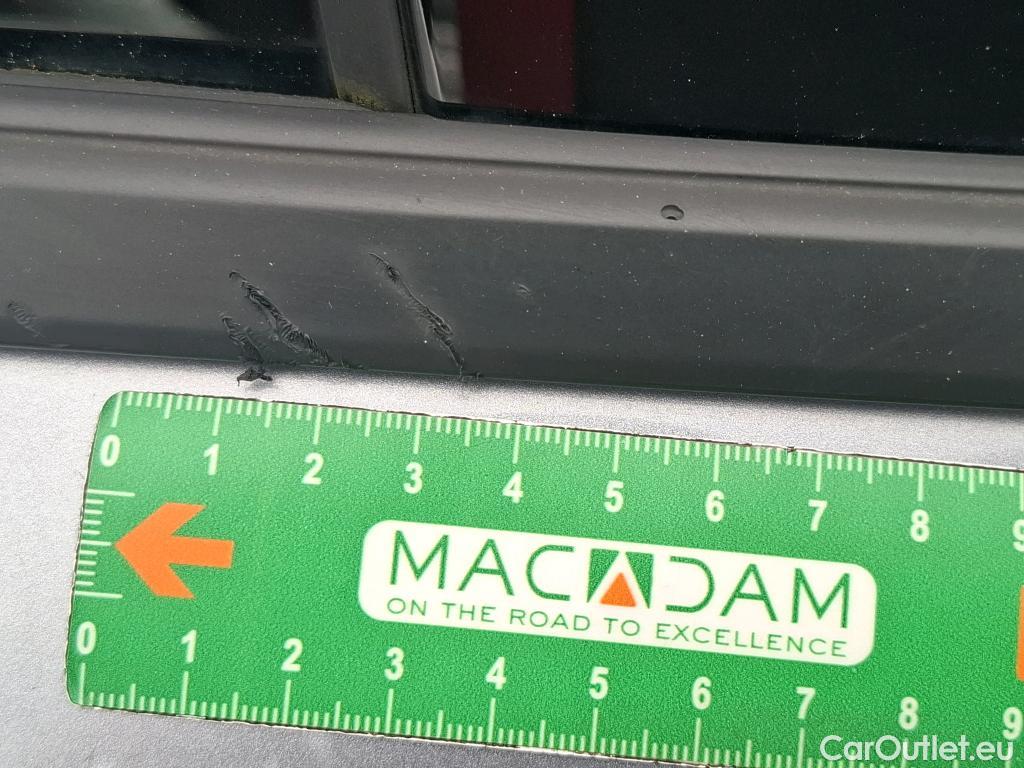 0 1 2 3 4 5 6 7 8 9
MACADAM
ON THE ROAD TO EXCELLENCE
0 1 2 3 4 5 6 7 8 9
CarOutlet.eu